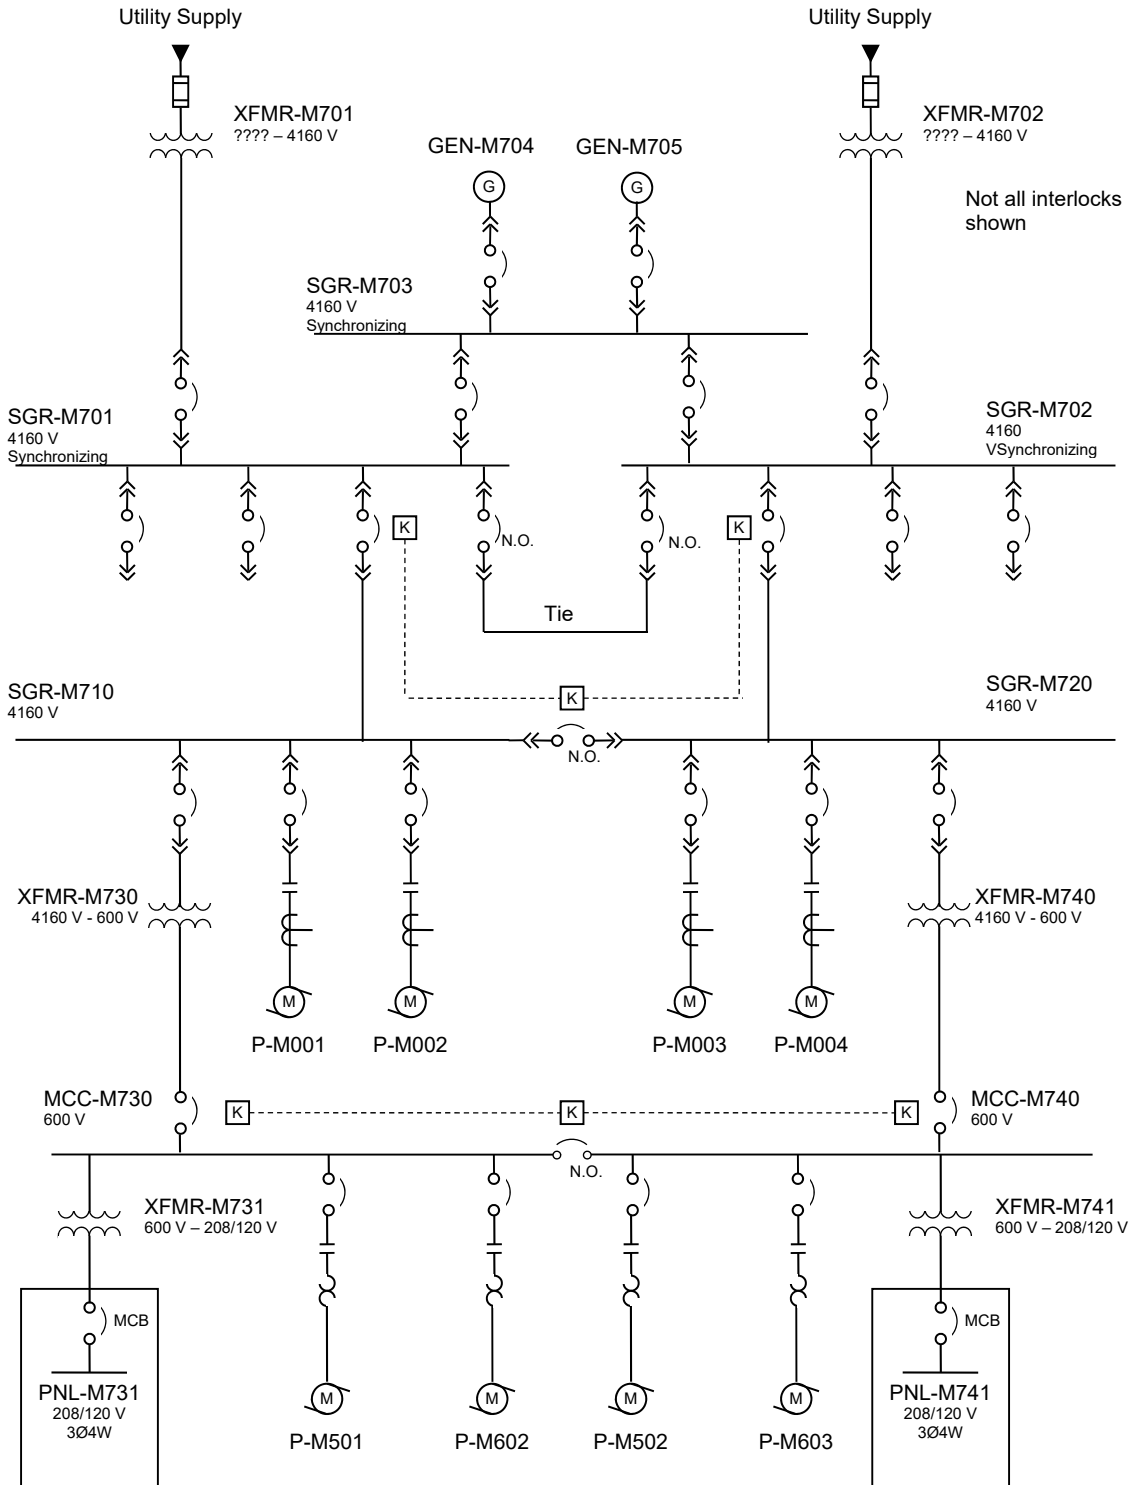 Utility Supply
Utility Supply
XFMR-M701
???? – 4160 V
XFMR-M702
???? – 4160 V
GEN-M704
GEN-M705
G
G
Not all interlocks
shown
SGR-M703
4160 V
Synchronizing
SGR-M701
4160 V
Synchronizing
SGR-M702
4160
VSynchronizing
K
N.O.
N.O.
K
Tie
SGR-M710
4160 V
K
SGR-M720
4160 V
N.O.
XFMR-M730
4160 V - 600 V
XFMR-M740
4160 V - 600 V
M
M
M
M
P-M001
P-M002
P-M003
P-M004
MCC-M730
600 V
K
K
K
MCC-M740
600 V
N.O.
XFMR-M731
600 V – 208/120 V
XFMR-M741
600 V – 208/120 V
MCB
MCB
PNL-M731
208/120 V
3Ø4W
M
M
M
M
PNL-M741
208/120 V
3Ø4W
P-M501
P-M602
P-M502
P-M603